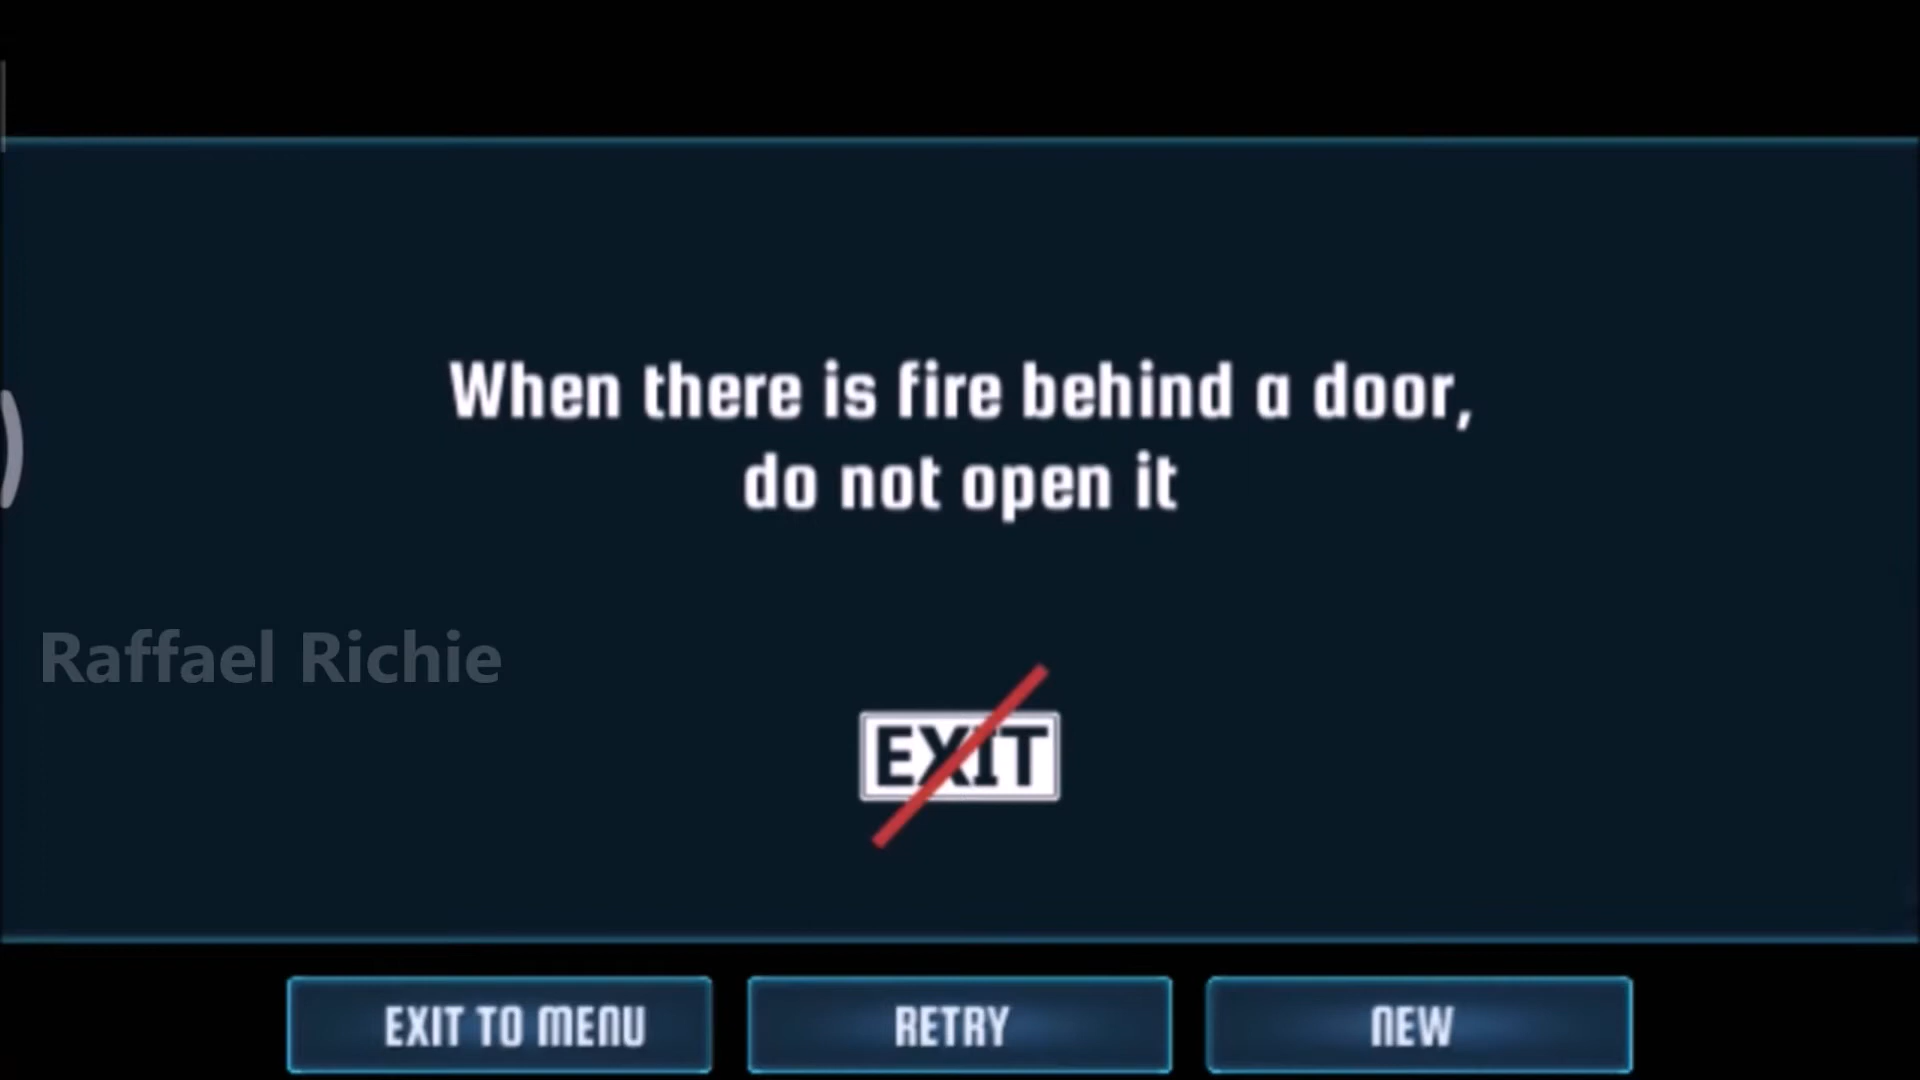 When there is fire behind a door,
do not open it
Raffael Richie
EXIT
EXIT TO MENU
RETRY
NEW